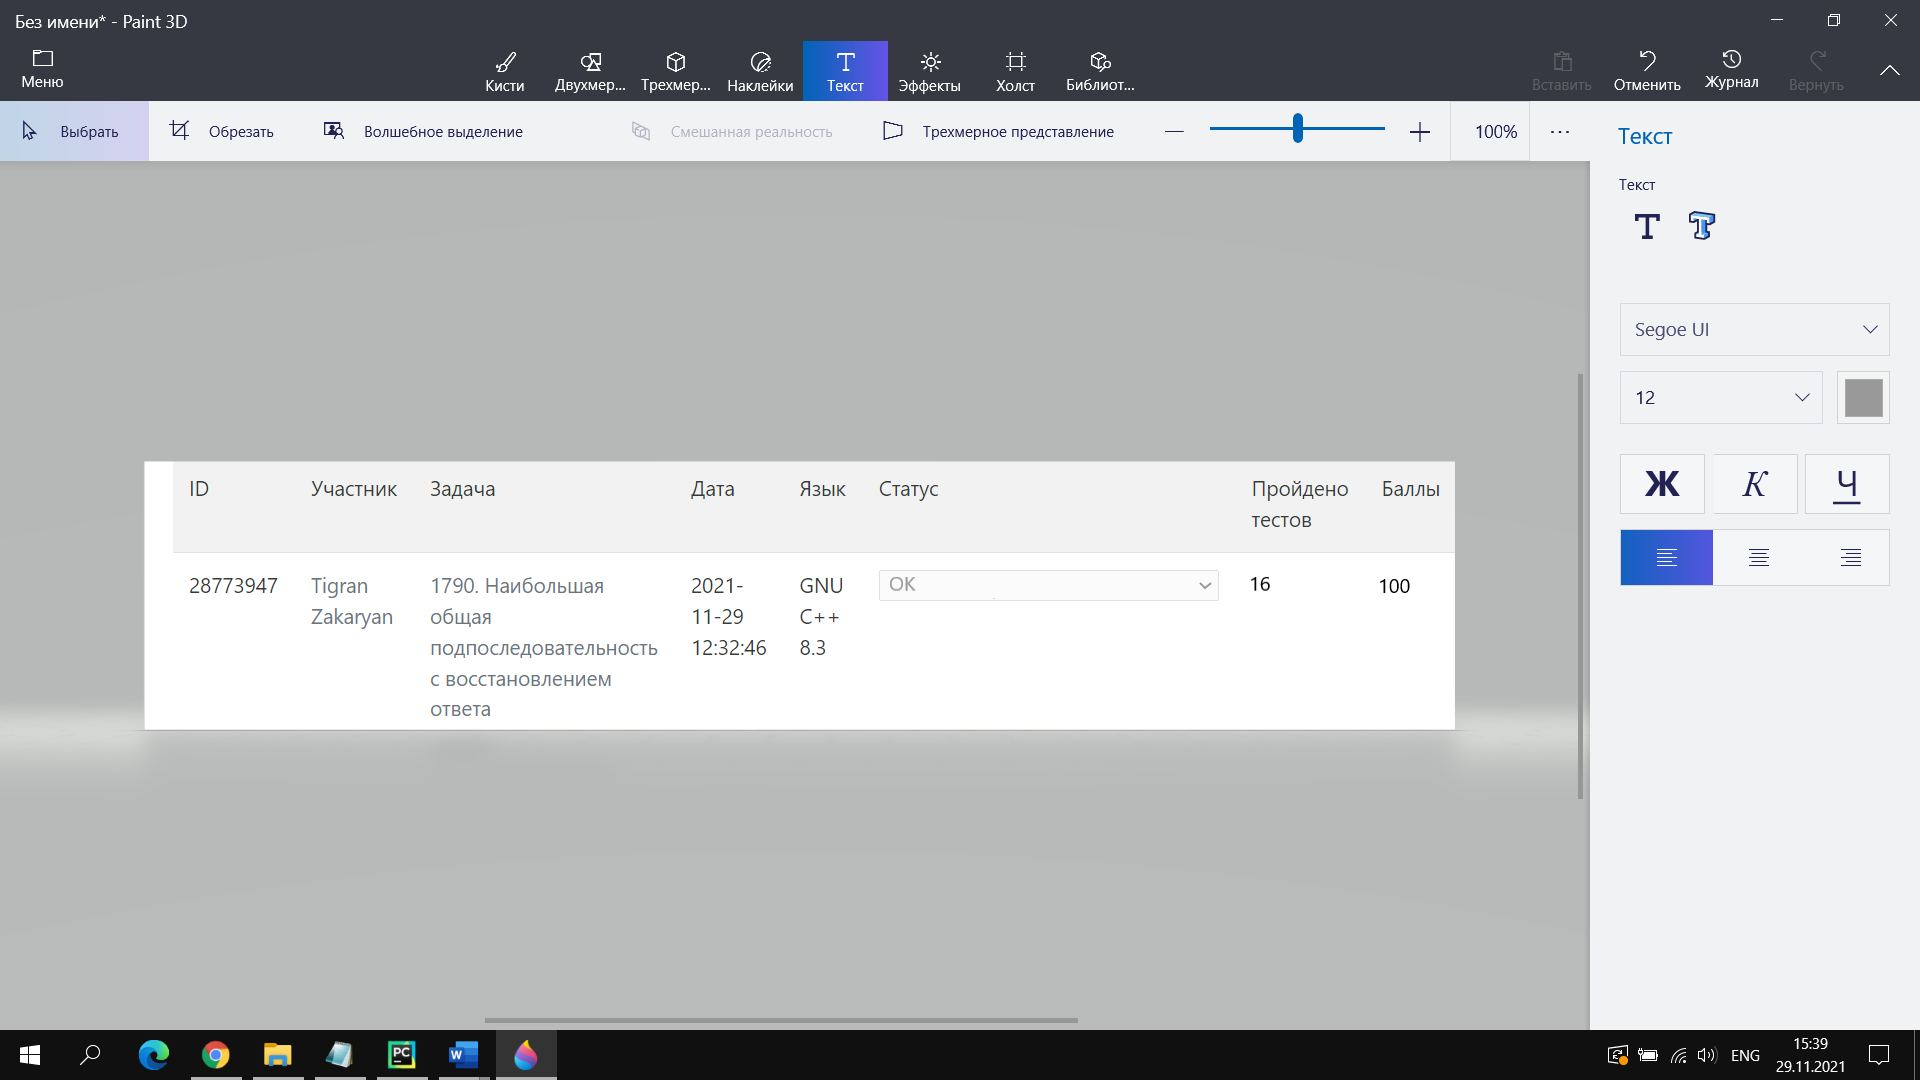 Без имени* - Paint 3D
Меню
Кисти
Двухмер...
Трехмер...
Наклейки
Текст
Эффекты
Холст
Библиот...
Вставить
Отменить
Журнал
Вернуть
Выбрать
Обрезать
Волшебное выделение
Смешанная реальность
Трехмерное представление
100%
Текст
Текст
Segoe UI
12
Ж К Ч
ID Участник Задача Дата Язык Статус Пройдено тестов Баллы
28773947
Tigran
Zakaryan
1790. Наибольшая
общая
подпоследовательность
с восстановлением
ответа
2021-
11-29
12:32:46
GNU
C++
8.3
OK
16
100
ENG
15:39
29.11.2021